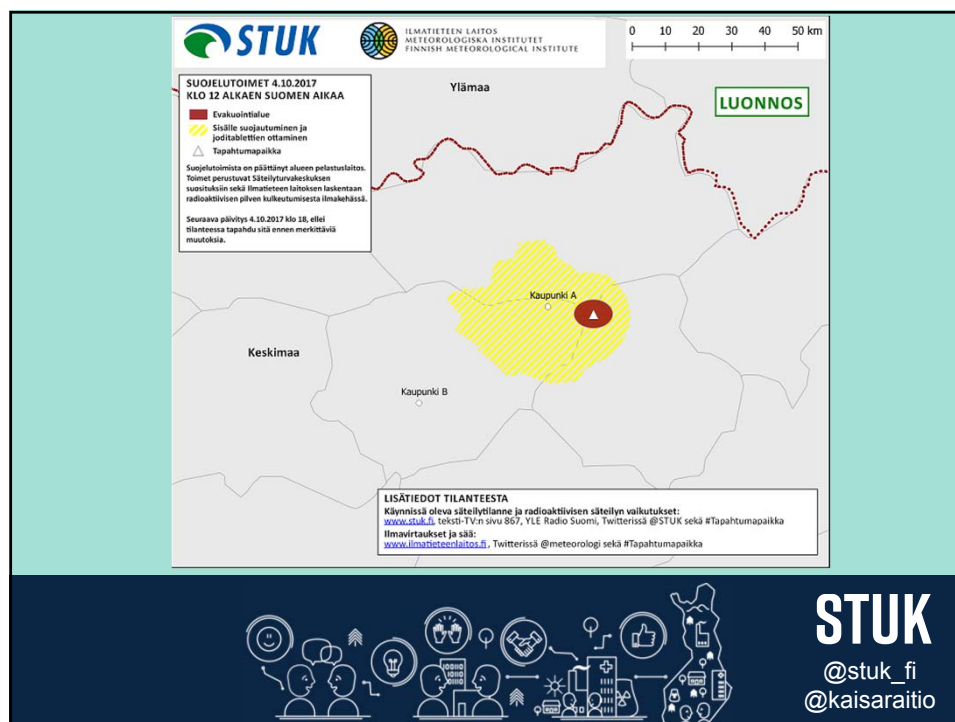 STUK
ILMATIETEEN LAITOS
METEOROLOGISKA INSTITUTET
FINNISH METEOROLOGICAL INSTITUTE
0 10 20 30 40 50 km
SUOJELUTOIMET 4.10.2017
KLO 12 ALKAEN SUOMEN AIKAA
Evakuointialue
Sisälle suojautuminen ja
joditablettien ottaminen
Tapahtumapaikka
Suojelutoimista on päättänyt alueen pelastuslaitos.
Toimet perustuvat Säteilyturvakeskuksen
suosituksiin sekä Ilmatieteen laitoksen laskentaan
radioaktiivisen pilven kulkeutumisesta ilmakehässä.
Seuraava päivitys 4.10.2017 klo 18, ellei
tilanteessa tapahdu sitä ennen merkittäviä
muutoksia.
Ylämaa
LUONNOS
Kaupunki A
Keskimaa
Kaupunki B
LISÄTIEDOT TILANTEESTA
Käynnissä oleva säteilytilanne ja radioaktiivisen säteilyn vaikutukset:
www.stuk.fi, teksti-TV:n sivu 867, YLE Radio Suomi, Twitterissä @STUK sekä #Tapahtumapaikka
Ilmavirtaukset ja sää:
www.ilmatieteenlaitos.fi , Twitterissä @meteorologi sekä #Tapahtumapaikka
STUK
@stuk_fi
@kaisaraitio